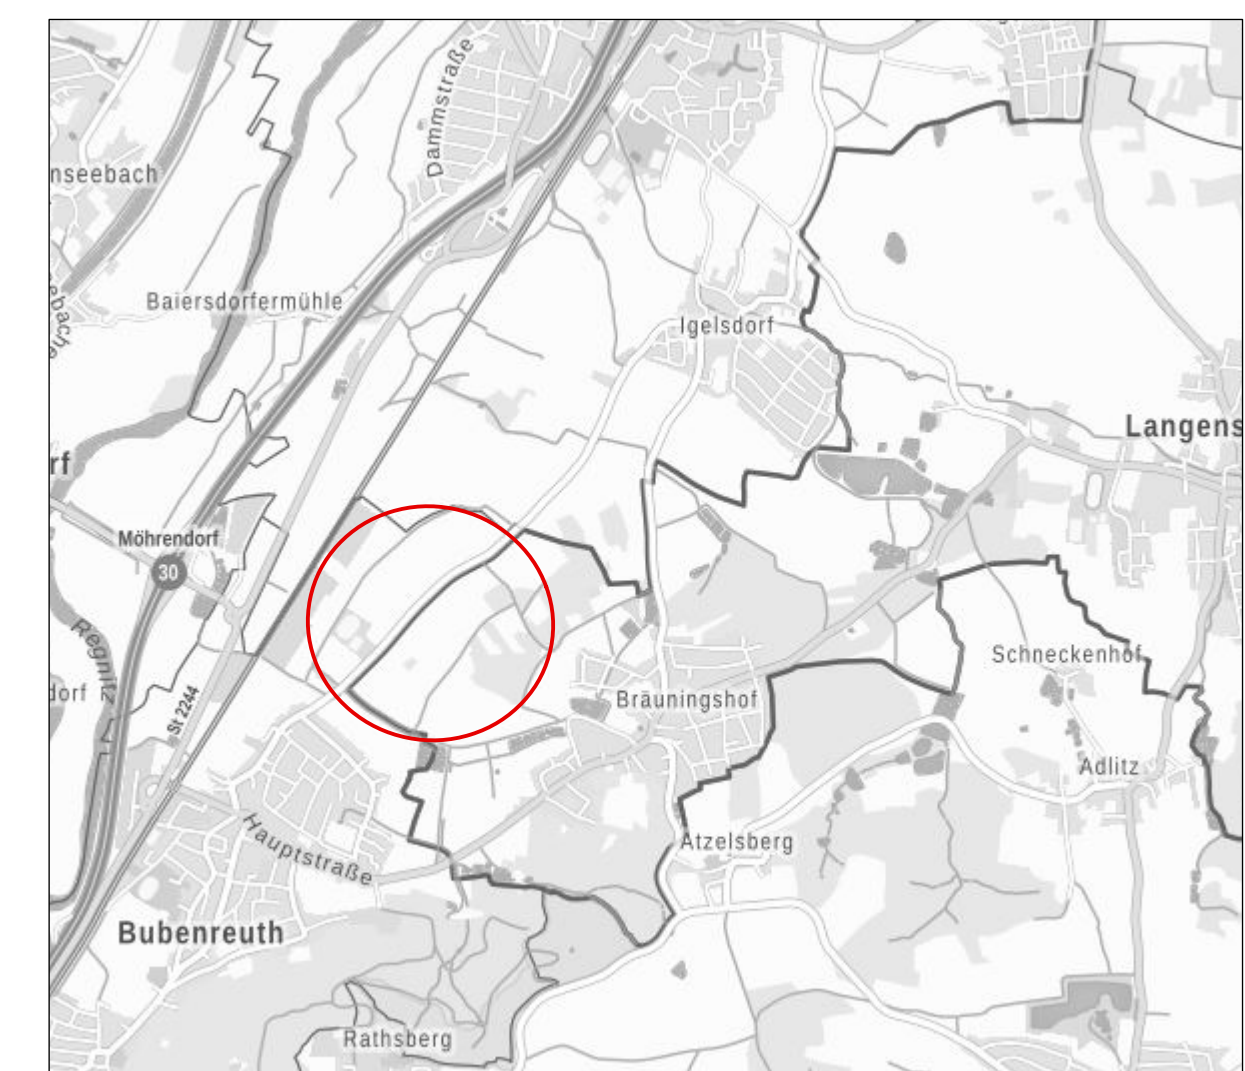 Dammstraße
nseebach
ebache
Baiersdorfermühle
Igelsdorf
Langens
rf
Möhrendorf
30
Regnitz
Schneckenhof
dorf
St 2244
Bräuningshof
Adlitz
Hauptstraße
Atzelsberg
Bubenreuth
Rathsberg